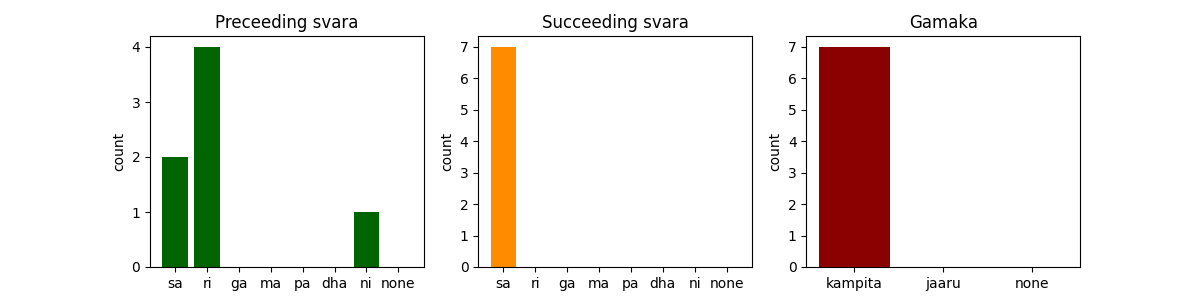 Preceeding svara
count
4
3
2
1
0
sa ri ga ma pa dha ni none
Succeeding svara
count
7
6
5
4
3
2
1
0
sa ri ga ma pa dha ni none
Gamaka
count
7
6
5
4
3
2
1
0
kampita jaaru none